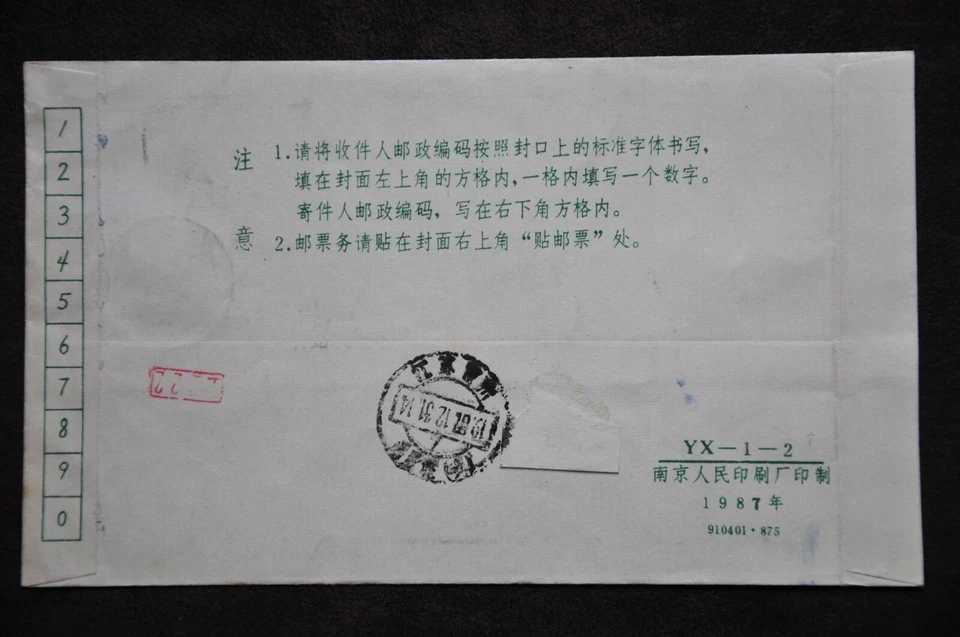 1
2
3
4
5
6
7
8
9
0
注意
1.请将收件人邮政编码按照封口上的标准字体书写，
填在封面左上角的方格内，一格内填写一个数字。
寄件人邮政编码，写在右下角方格内。
2.邮票务请贴在封面右上角“贴邮票”处。
19.87.12.31.14
YX－1－2
南京人民印刷厂印制
1987年
910401·875